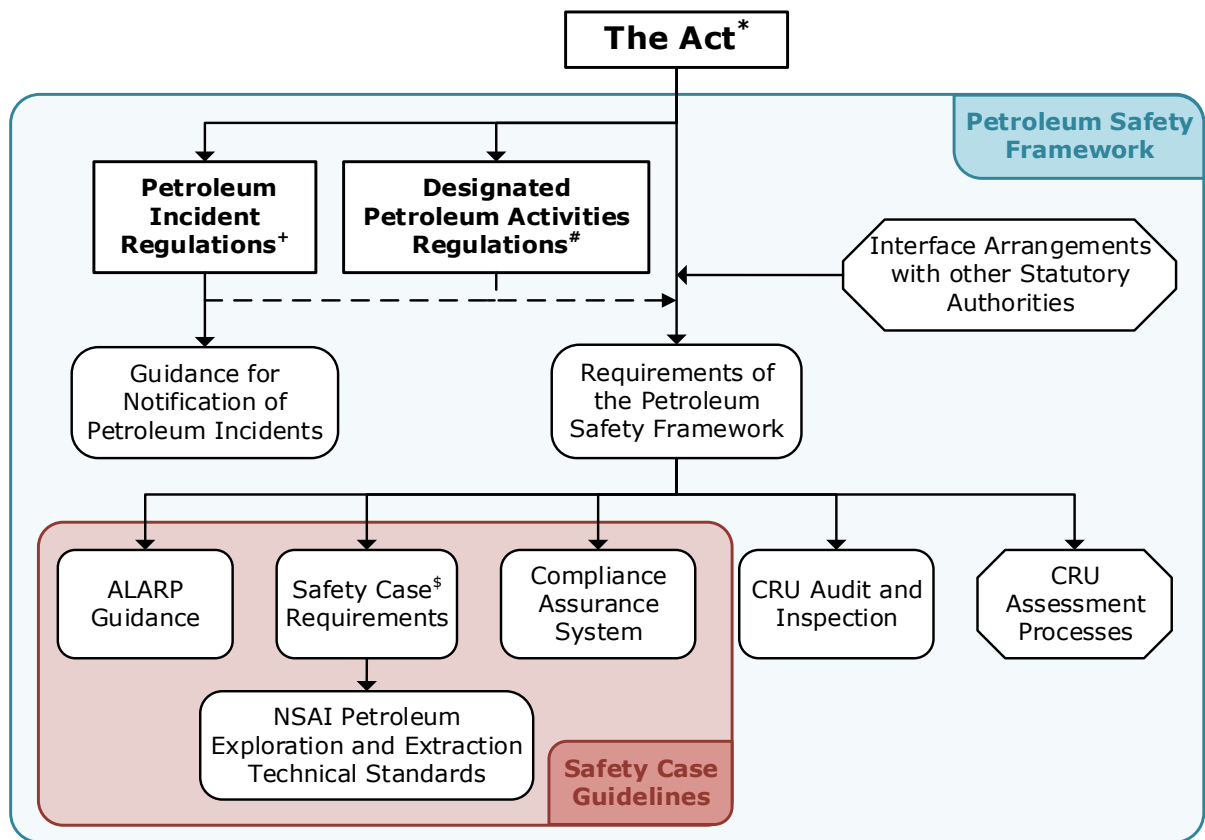 The Act*
Petroleum Safety
Framework
Petroleum
Incident
Regulations+
Designated
Petroleum Activities
Regulations#
Interface Arrangements
with other Statutory
Authorities
Guidance for
Notification of
Petroleum Incidents
Requirements of
the Petroleum
Safety Framework
ALARP
Guidance
Safety Case$
Requirements
Compliance
Assurance
System
CRU Audit and
Inspection
CRU
Assessment
Processes
NSAI Petroleum
Exploration and Extraction
Technical Standards
Safety Case
Guidelines